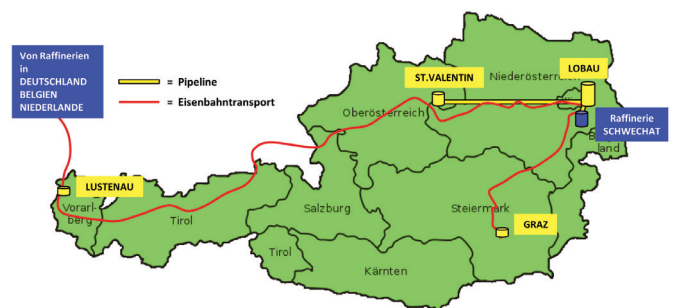 Von Raffinerien
in
DEUTSCHLAND
BELGIEN
NIEDERLANDE
= Pipeline
= Eisenbahntransport
ST.VALENTIN
Niederösterreich
LOBAU
Oberösterreich
Raffinerie
SCHWECHAT
land
LUSTENAU
Vorarl-
berg
Tirol
Salzburg
Steiermark
GRAZ
Tirol
Kärnten